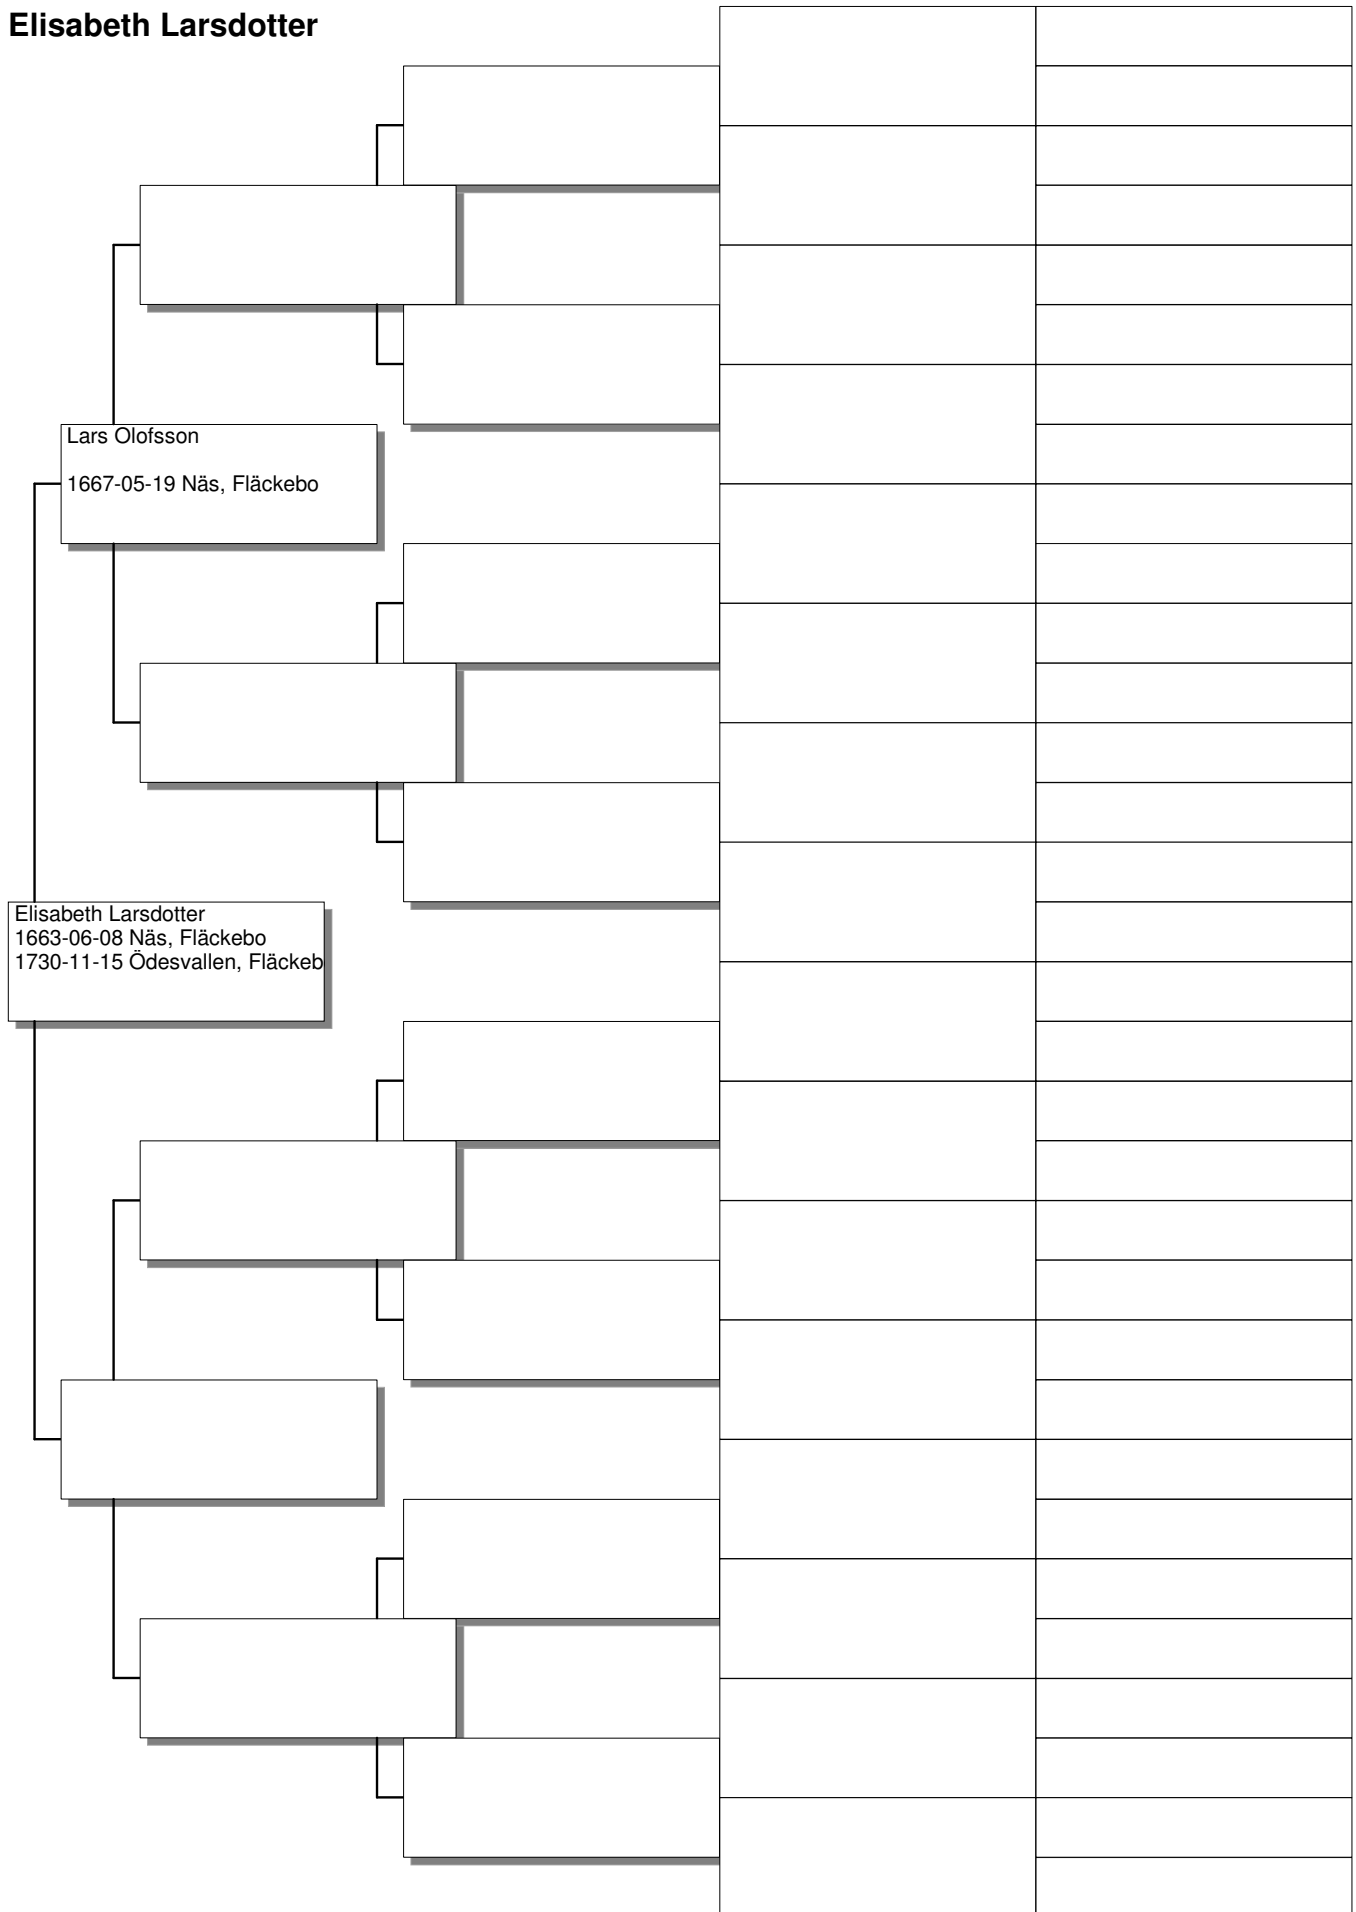 Elisabeth Larsdotter
Lars Olofsson
1667-05-19 Näs, Fläckebo
Elisabeth Larsdotter
1663-06-08 Näs, Fläckebo
1730-11-15 Ödesvallen, Fläckeb